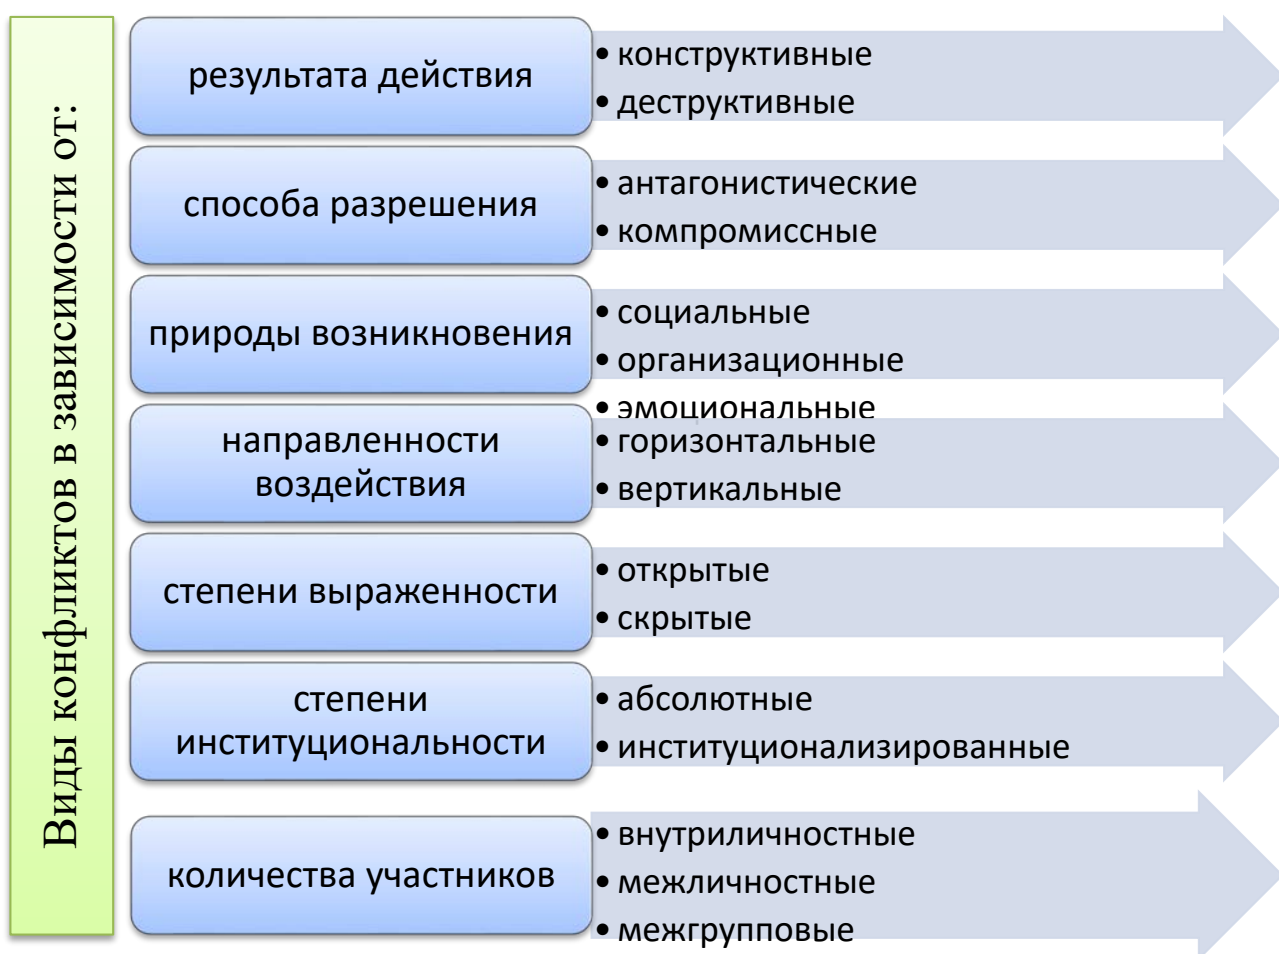 Виды конфликтов в зависимости от:
результата действия
• конструктивные
• деструктивные
способа разрешения
• антагонистические
• компромиссные
природы возникновения
• социальные
• организационные
• эмоциональные
направленности
воздействия
• горизонтальные
• вертикальные
степени выраженности
• открытые
• скрытые
степени
институциональности
• абсолютные
• институционализированные
количества участников
• внутриличностные
• межличностные
• межгрупповые